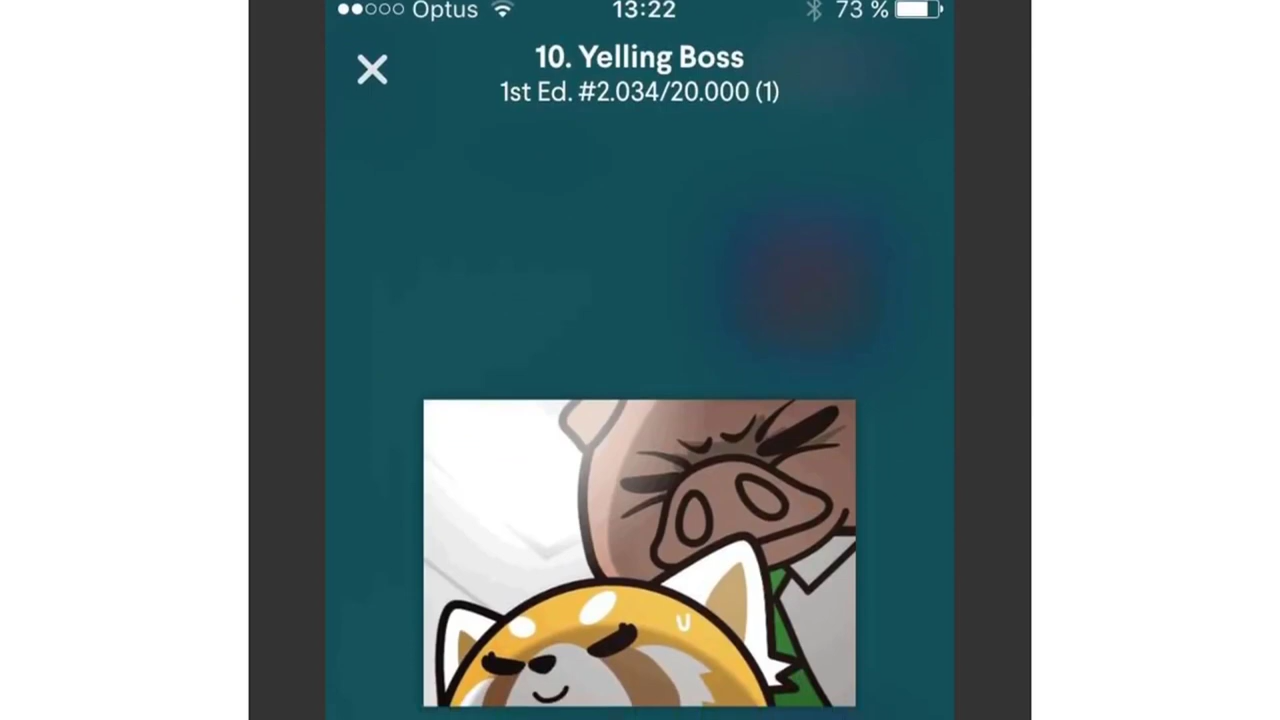 Optus 13:22 73 %
10. Yelling Boss
1st Ed. #2.034/20.000 (1)